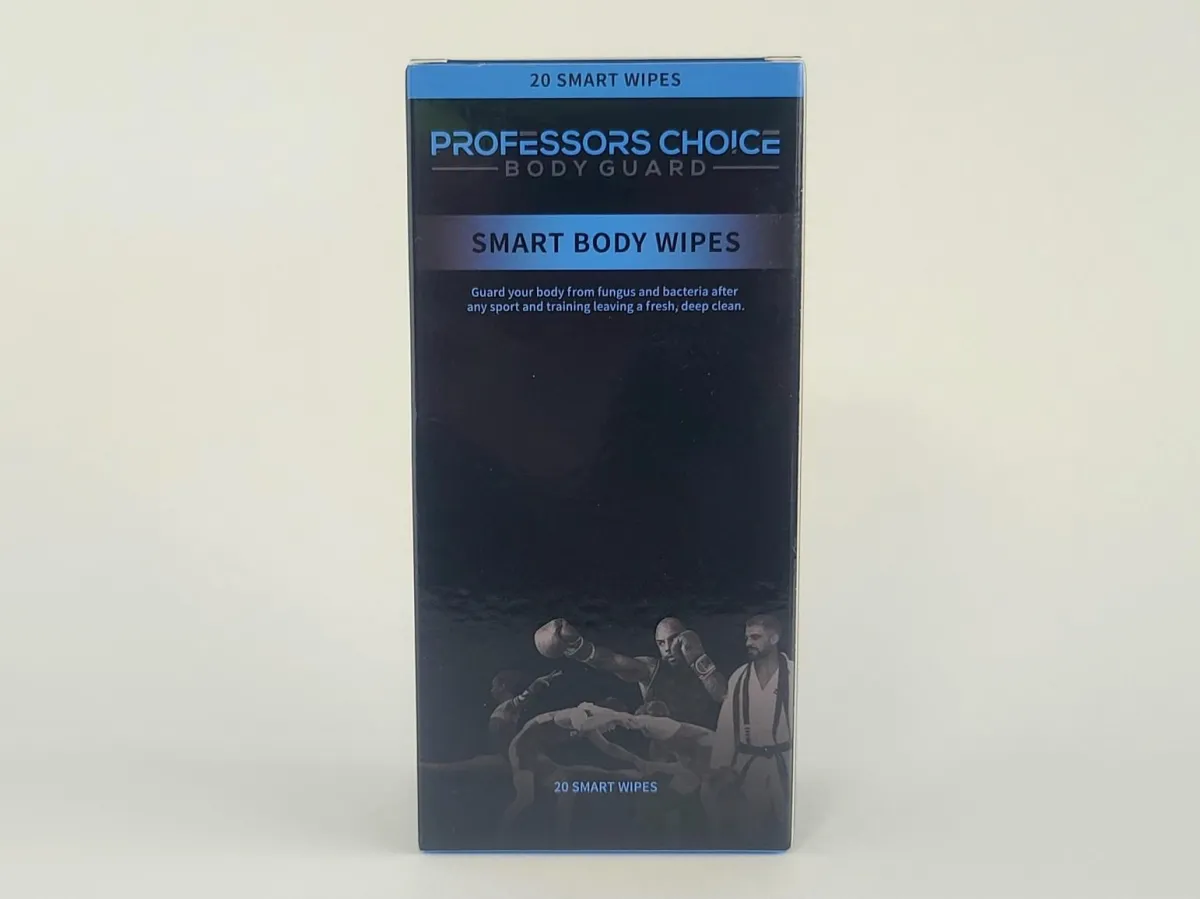 20 SMART WIPES
PROFESSORS CHOICE
BODY GUARD
SMART BODY WIPES
Guard your body from fungus and bacteria after
any sport and training leaving a fresh, deep clean.
20 SMART WIPES